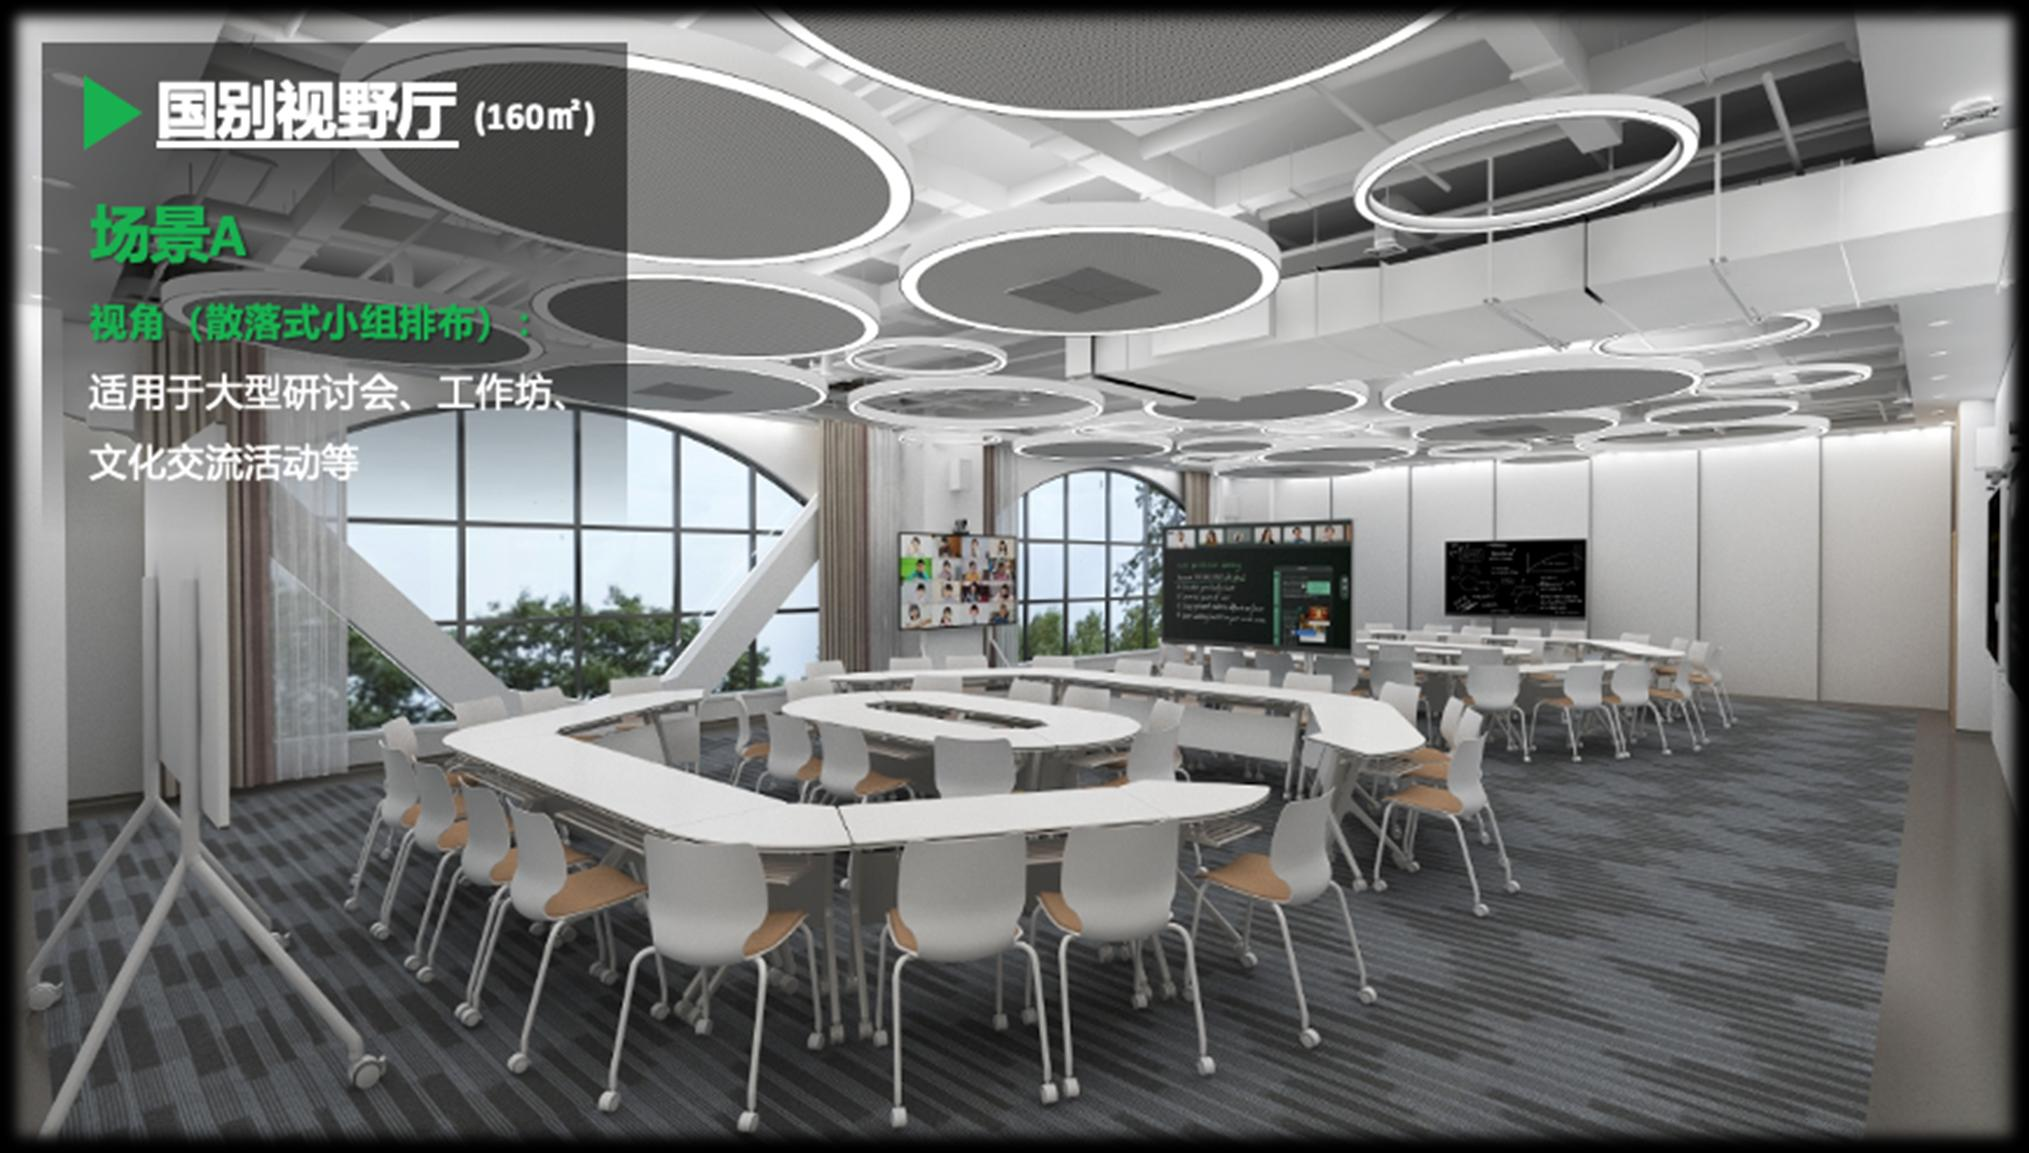 国别视野厅 (160㎡)
场景A
视角（散落式小组排布）：
适用于大型研讨会、工作坊、
文化交流活动等